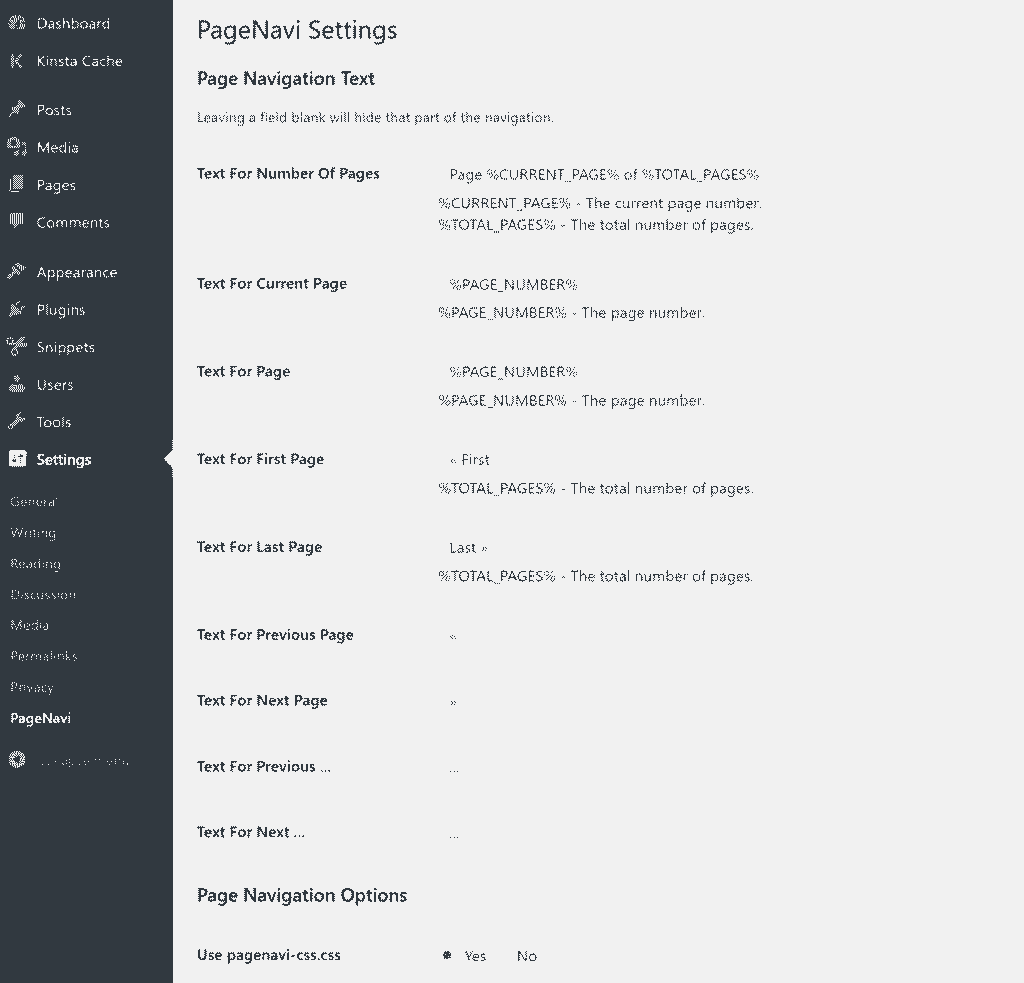 Dashboard
Kinsta Cache
Posts
Media
Pages
Comments
Appearance
Plugins
Snippets
Users
Tools
Settings
General
Writing
Reading
Discussion
Media
Permalinks
Privacy
PageNavi
PageNavi Settings
Page Navigation Text
Leaving a field blank will hide that part of the navigation.
Text For Number Of Pages
Page %CURRENT_PAGE% of %TOTAL_PAGES%
%CURRENT_PAGE% - The current page number.
%TOTAL_PAGES% - The total number of pages.
Text For Current Page
%PAGE_NUMBER%
%PAGE_NUMBER% - The page number.
Text For Page
%PAGE_NUMBER%
%PAGE_NUMBER% - The page number.
Text For First Page
« First
%TOTAL_PAGES% - The total number of pages.
Text For Last Page
Last »
%TOTAL_PAGES% - The total number of pages.
Text For Previous Page
«
Text For Next Page
»
Text For Previous ...
...
Text For Next ...
...
Page Navigation Options
Use pagenavi-css.css
Yes No